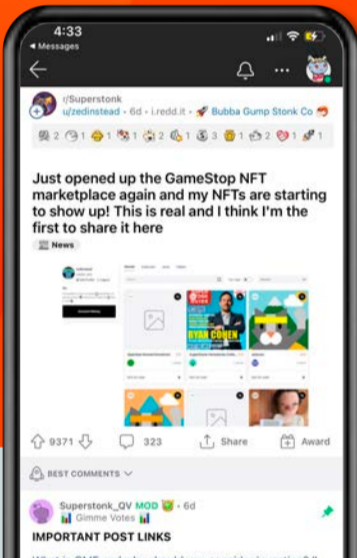 4:33
Messages
r/Superstonk
u/zedinstead • 6d • i.redd.it • 🚀 Bubba Gump Stonk Co 🦐
2 1 1 1 2 1 3 1 2 1 1
Just opened up the GameStop NFT
marketplace again and my NFTs are starting
to show up! This is real and I think I'm the
first to share it here
News
RYAN COHEN
9371
323
Share
Award
BEST COMMENTS
Superstonk_QV MOD • 6d
Gimme Votes
IMPORTANT POST LINKS